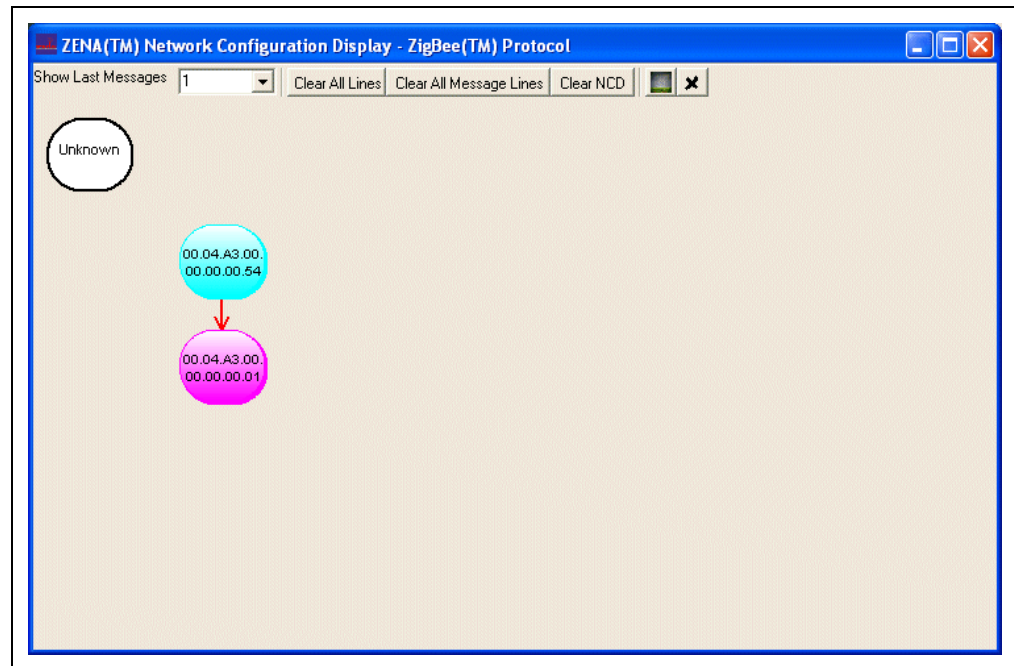 ZENA(TM) Network Configuration Display - ZigBee(TM) Protocol
Show Last Messages 1 Clear All Lines Clear All Message Lines Clear NCD
Unknown
00.04.A3.00.
00.00.00.54
00.04.A3.00.
00.00.00.01